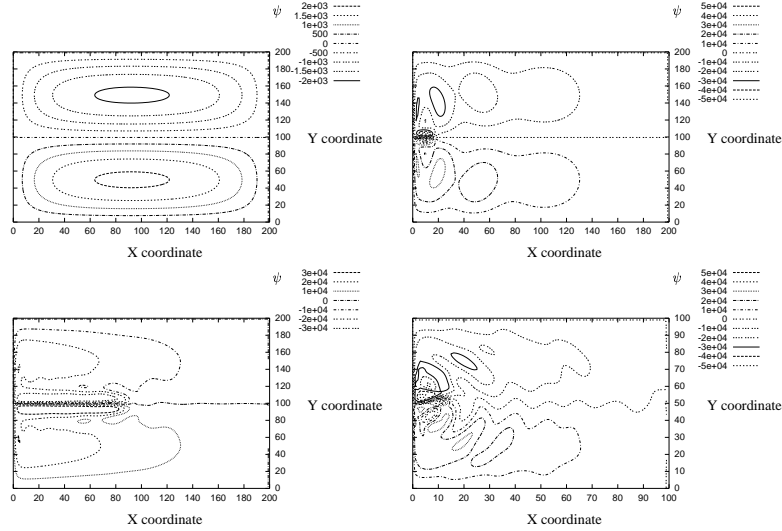 ψ
2e+03
1.5e+03
1e+03
500
0
-500
-1e+03
-1.5e+03
-2e+03
200
180
160
140
120
100
80
60
40
20
0
0 20 40 60 80 100 120 140 160 180 200
X coordinate
Y coordinate
ψ
5e+04
4e+04
3e+04
2e+04
1e+04
0
-1e+04
-2e+04
-3e+04
-4e+04
-5e+04
200
180
160
140
120
100
80
60
40
20
0
0 20 40 60 80 100 120 140 160 180 200
X coordinate
Y coordinate
ψ
3e+04
2e+04
1e+04
0
-1e+04
-2e+04
-3e+04
200
180
160
140
120
100
80
60
40
20
0
0 20 40 60 80 100 120 140 160 180 200
X coordinate
Y coordinate
ψ
5e+04
4e+04
3e+04
2e+04
1e+04
0
-1e+04
-2e+04
-3e+04
-4e+04
-5e+04
100
90
80
70
60
50
40
30
20
10
0
0 10 20 30 40 50 60 70 80 90 100
X coordinate
Y coordinate